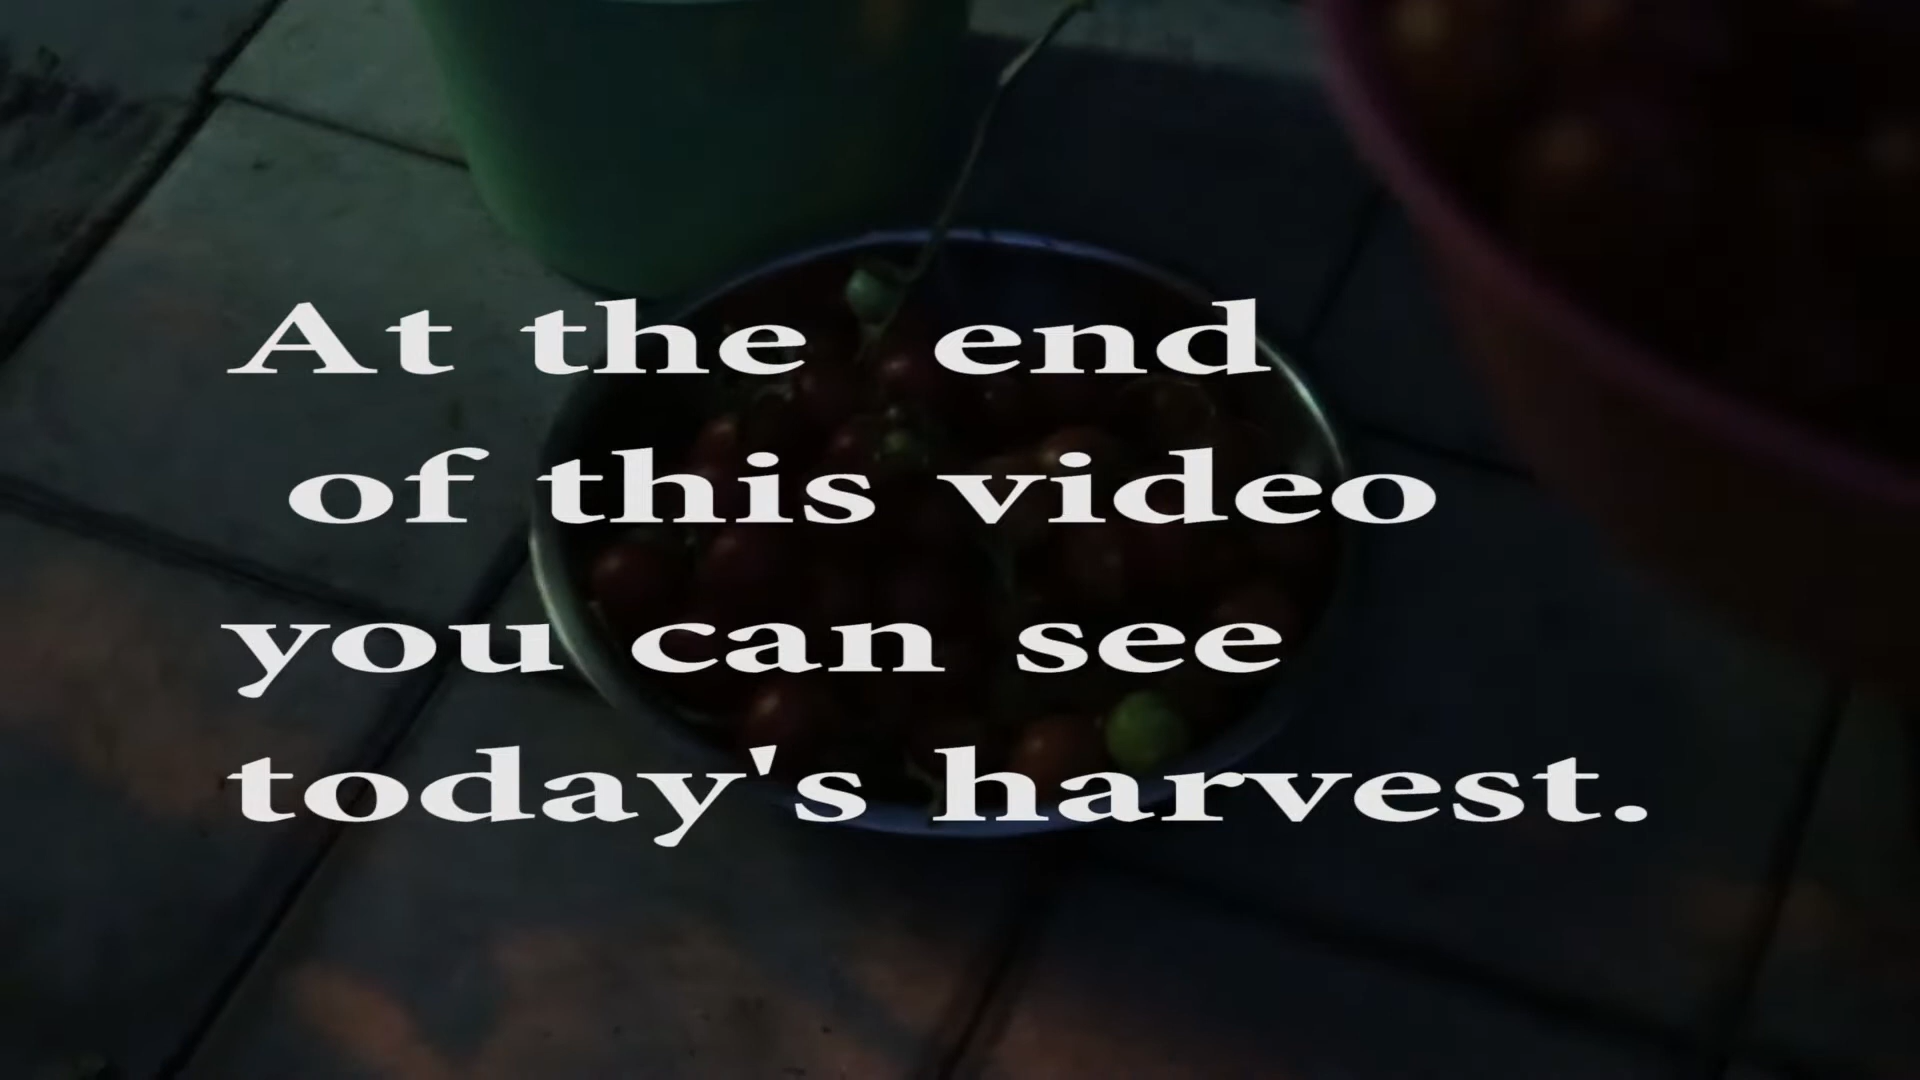 At the end
of this video
you can see
today's harvest.